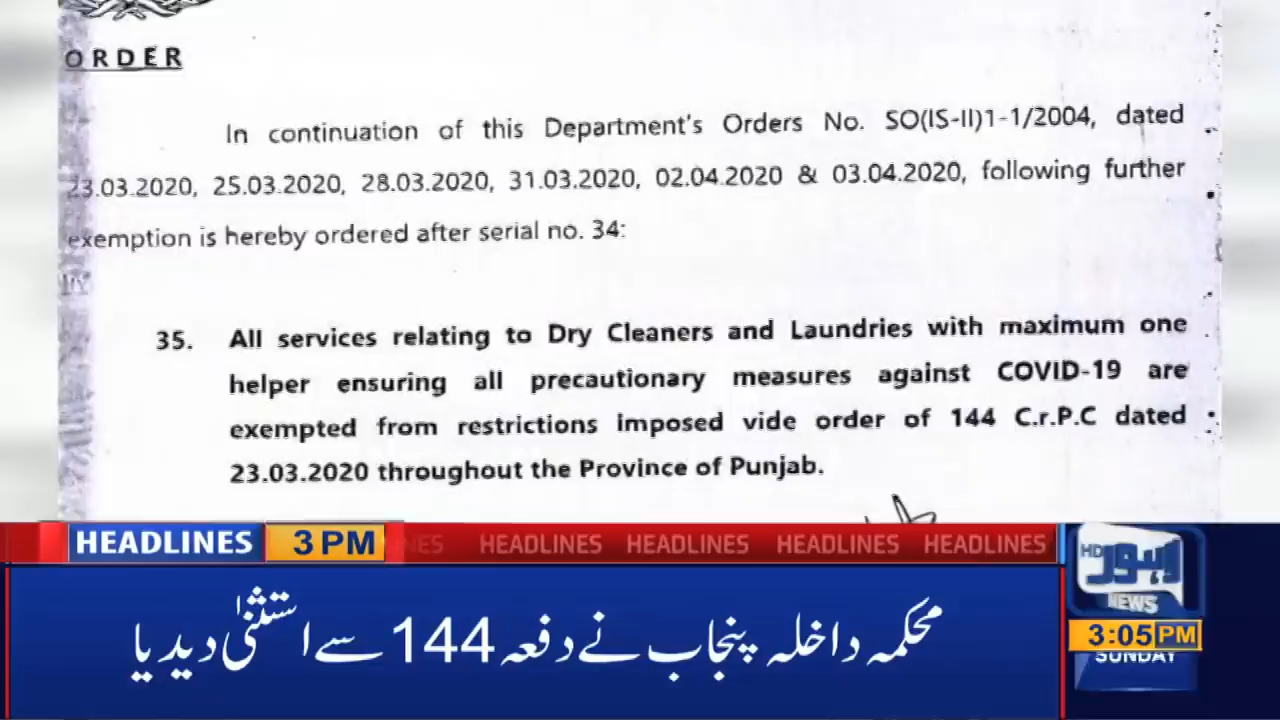 ORDER
In continuation of this Department's Orders No. SO(IS-II)1-1/2004, dated
23.03.2020, 25.03.2020, 28.03.2020, 31.03.2020, 02.04.2020 & 03.04.2020, following further
exemption is hereby ordered after serial no. 34:
35. All services relating to Dry Cleaners and Laundries with maximum one
helper ensuring all precautionary measures against COVID-19 are
exempted from restrictions imposed vide order of 144 C.r.P.C dated
23.03.2020 throughout the Province of Punjab.
HEADLINES 3 PM HEADLINES HEADLINES HEADLINES HEADLINES
HD لاہور
NEWS
محکمہ داخلہ پنجاب نے دفعہ 144 سے استثنیٰ دیدیا
3:05 PM
SUNDAY